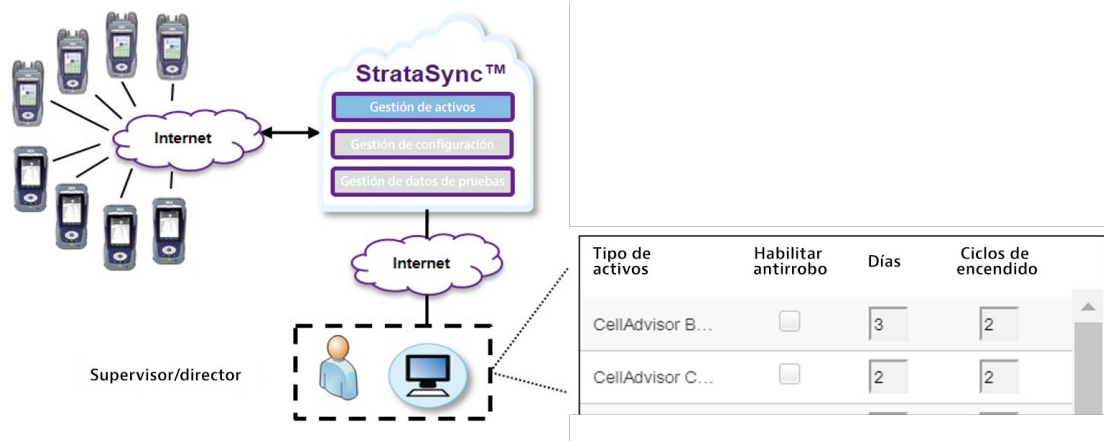 StrataSync™
Gestión de activos
Gestión de configuración
Gestión de datos de pruebas
Internet
Internet
Supervisor/director
Tipo de activos
Habilitar antirrobo
Días
Ciclos de encendido
CellAdvisor B...
3
2
CellAdvisor C...
2
2